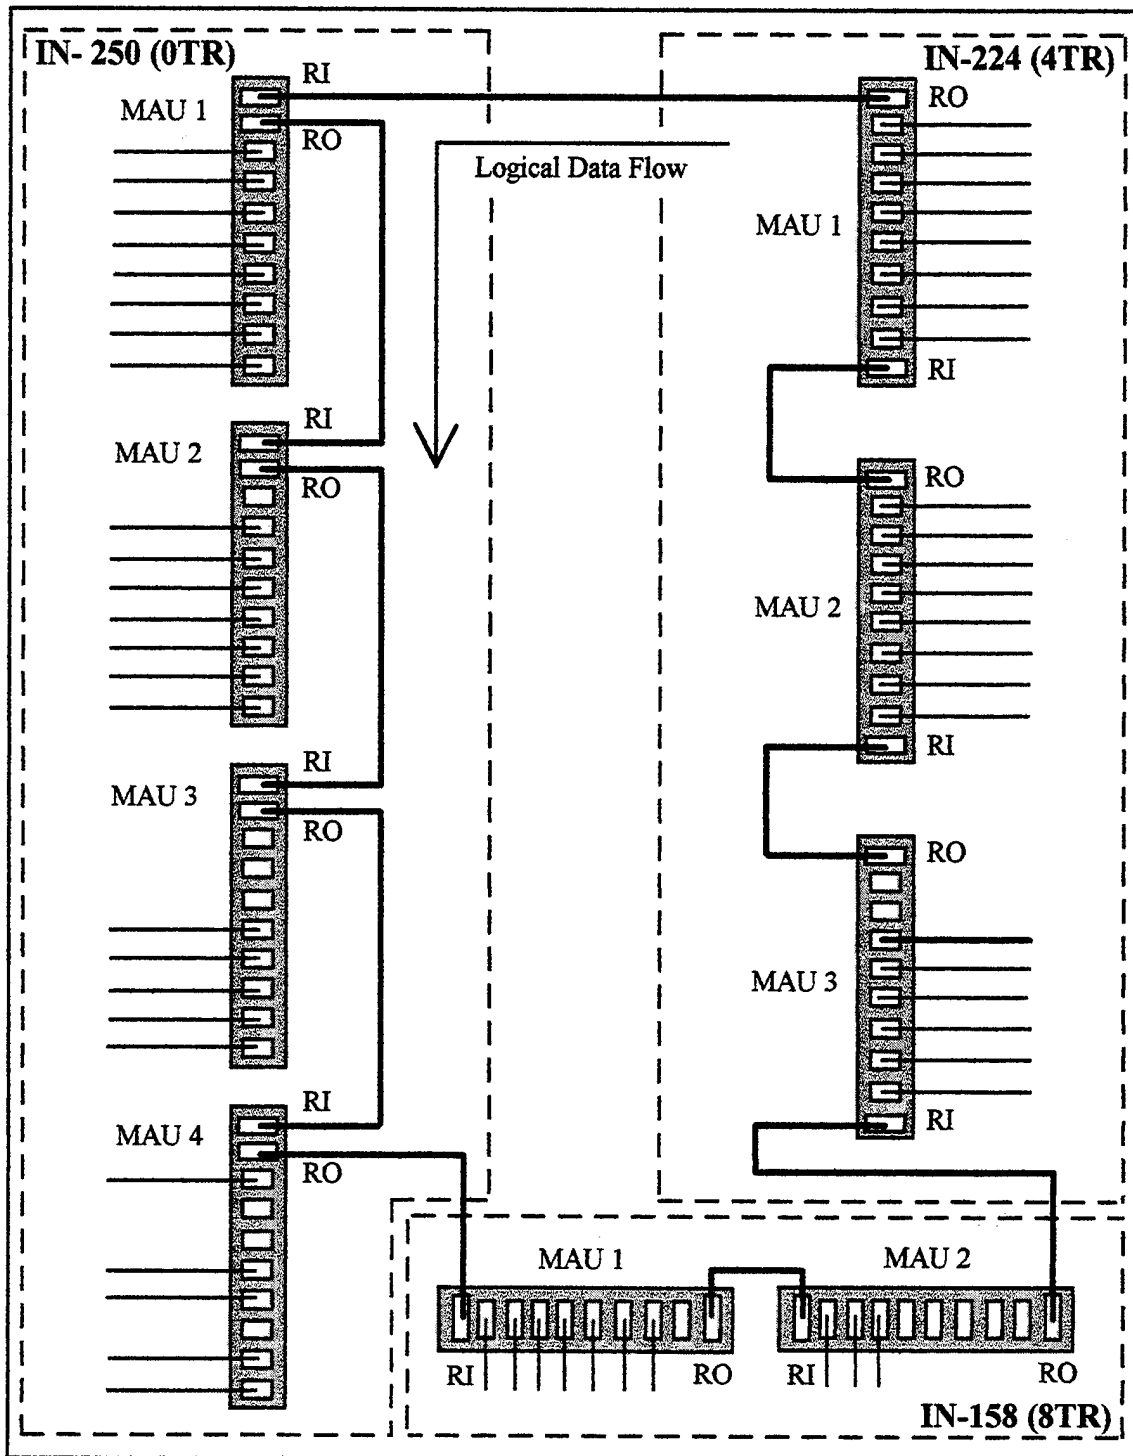 IN- 250 (0TR)
IN-224 (4TR)
RI
MAU 1
RO
RO
Logical Data Flow
MAU 1
RI
RI
MAU 2
RO
RO
MAU 2
RI
RI
MAU 3
RO
RO
MAU 3
RI
MAU 4
RI
RO
MAU 1
MAU 2
RI
RO
RI
RO
IN-158 (8TR)